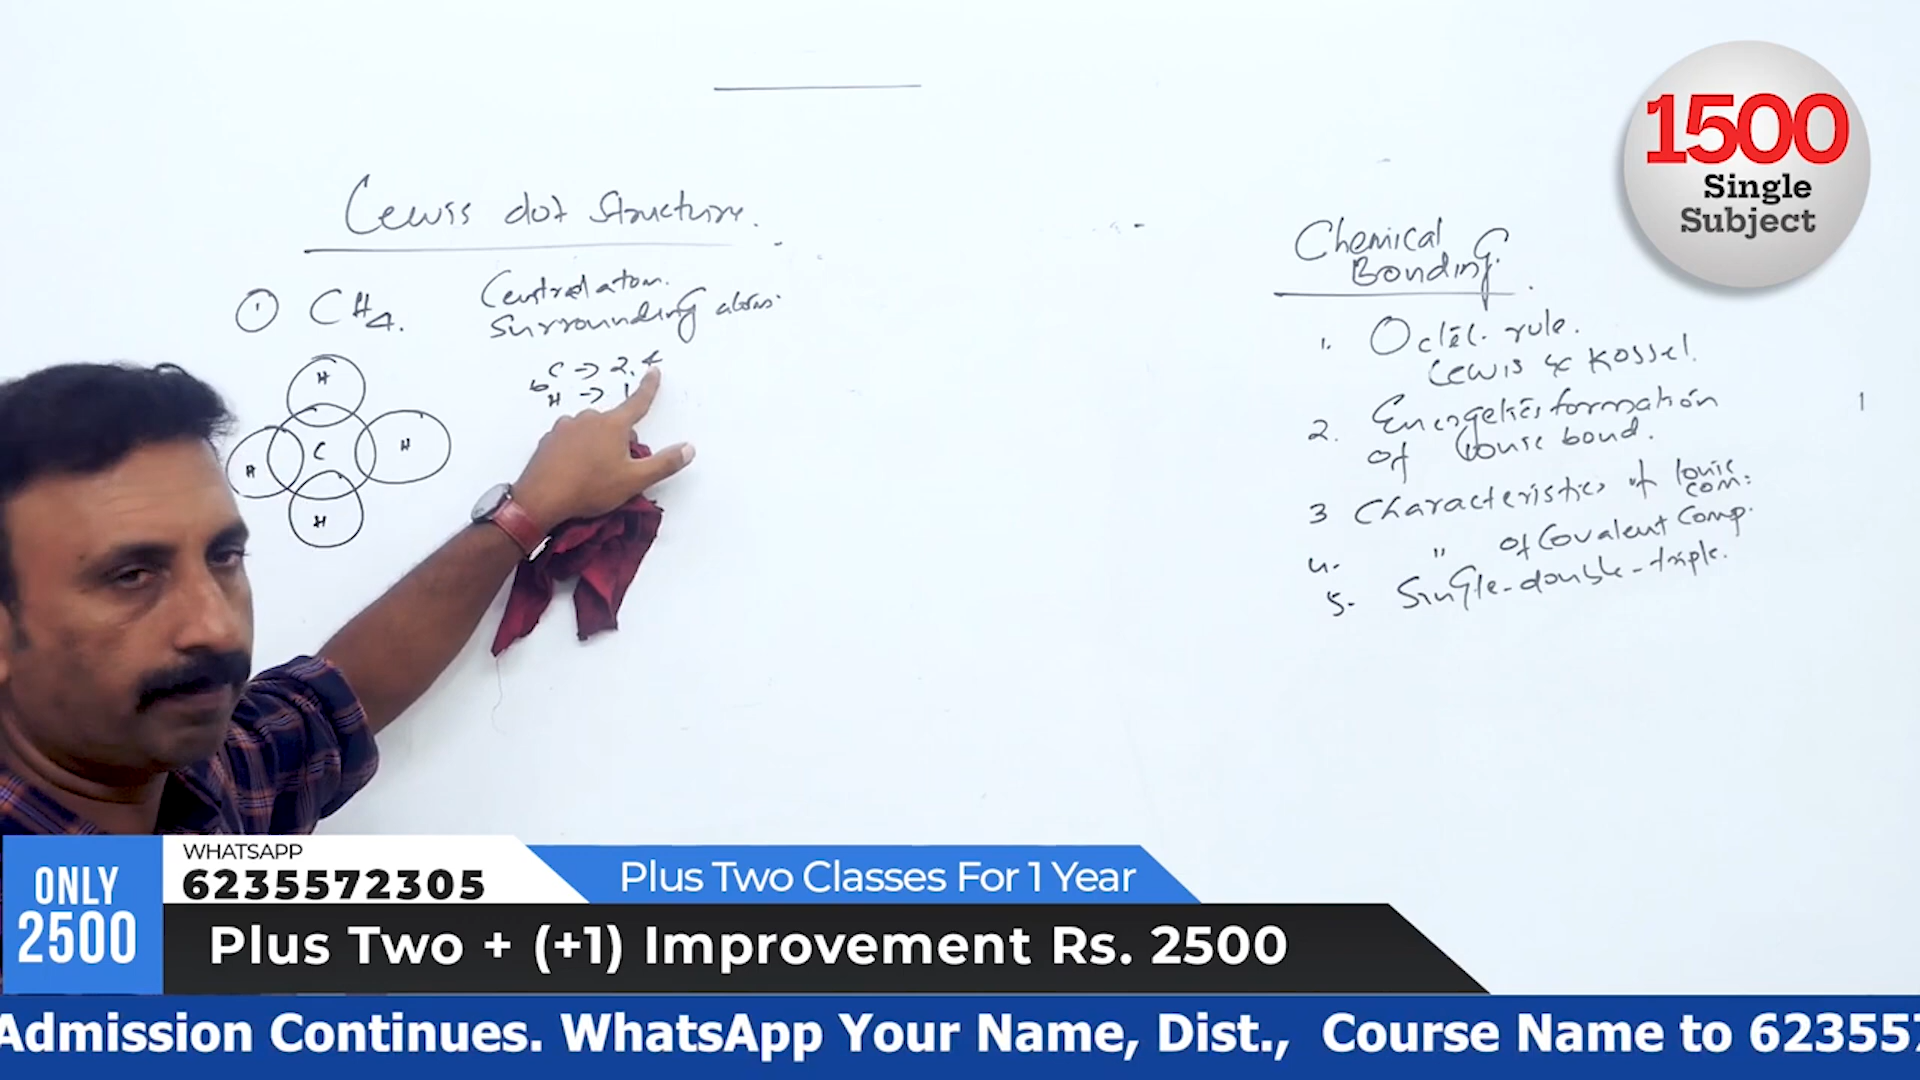 Lewis dot structure.
① CH4.
Central atom.
Surrounding atoms.
6C → 2,4
H → 1
H
H
C
H
H
Chemical
Bonding.
1. Octet rule.
Lewis & Kossel.
2. Energetics formation
of Ionic bond.
3 Characteristics of Ionic
com:
4. " of Covalent Comp.
5. Single-double-triple.
1500
Single
Subject
ONLY
2500
WHATSAPP
6235572305
Plus Two Classes For 1 Year
Plus Two + (+1) Improvement Rs. 2500
Admission Continues. WhatsApp Your Name, Dist., Course Name to 62355